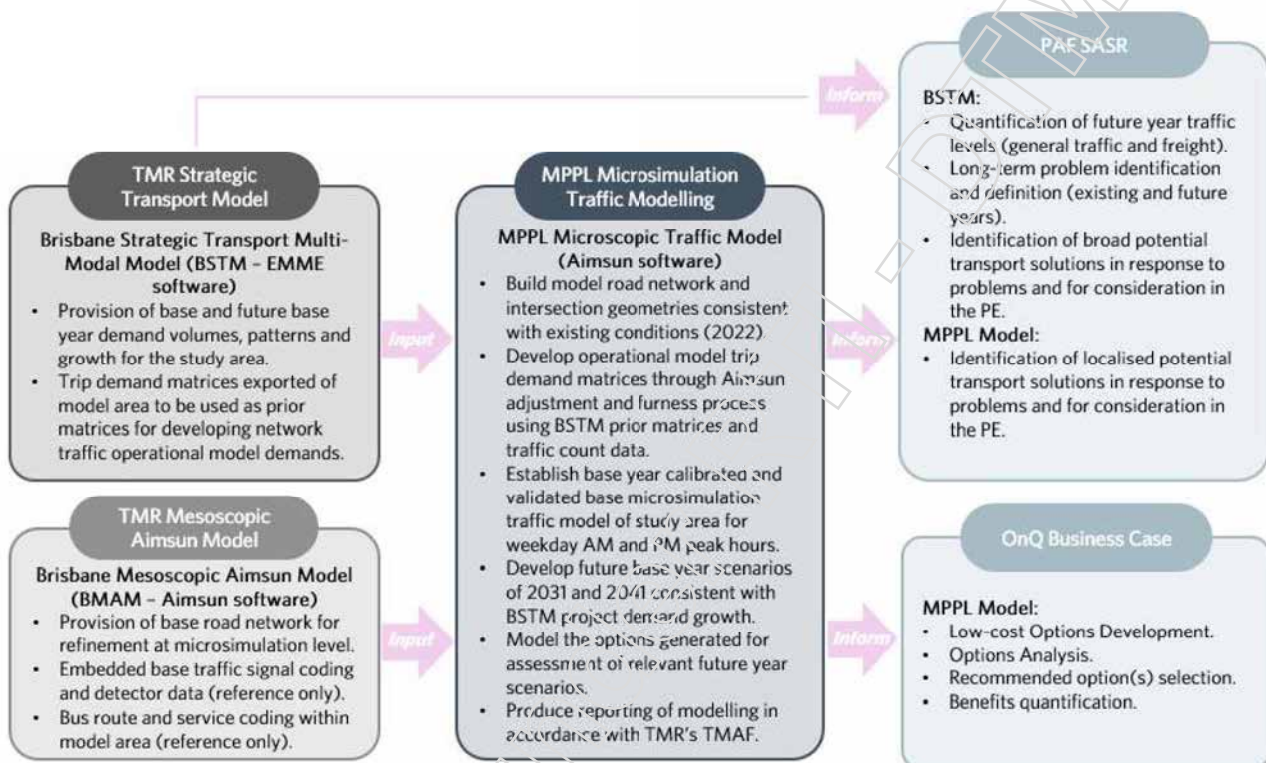 TMR Strategic
Transport Model
Brisbane Strategic Transport Multi-
Modal Model (BSTM – EMME
software)
• Provision of base and future base
year demand volumes, patterns and
growth for the study area.
• Trip demand matrices exported of
model area to be used as prior
matrices for developing network
traffic operational model demands.
TMR Mesoscopic
Aimsun Model
Brisbane Mesoscopic Aimsun Model
(BMAM – Aimsun software)
• Provision of base road network for
refinement at microsimulation level.
• Embedded base traffic signal coding
and detector data (reference only).
• Bus route and service coding within
model area (reference only).
Input
Input
MPPL Microsimulation
Traffic Modelling
MPPL Microscopic Traffic Model
(Aimsun software)
• Build model road network and
intersection geometries consistent
with existing conditions (2022)
• Develop operational model trip
demand matrices through Aimsun
adjustment and furness process
using BSTM prior matrices and
traffic count data.
• Establish base year calibrated and
validated base microsimulation
traffic model of study area for
weekday AM and PM peak hours.
• Develop future base year scenarios
of 2031 and 2041 consistent with
BSTM project demand growth.
• Model the options generated for
assessment of relevant future year
scenarios.
• Produce reporting of modelling in
accordance with TMR's TMAF.
Inform
Inform
Inform
PAF SASR
BSTM:
• Quantification of future year traffic
levels (general traffic and freight).
• Long-term problem identification
and definition (existing and future
years).
• Identification of broad potential
transport solutions in response to
problems and for consideration in
the PE.
MPPL Model:
• Identification of localised potential
transport solutions in response to
problems and for consideration in
the PE.
OnQ Business Case
MPPL Model:
• Low-cost Options Development.
• Options Analysis.
• Recommended option(s) selection.
• Benefits quantification.